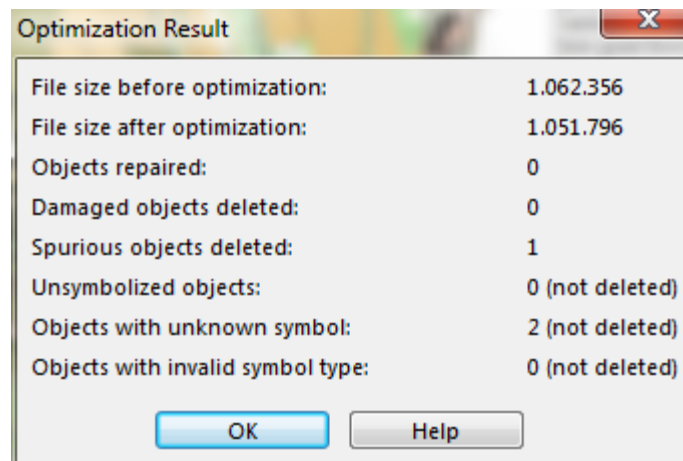 Optimization Result
File size before optimization: 1.062.356
File size after optimization: 1.051.796
Objects repaired: 0
Damaged objects deleted: 0
Spurious objects deleted: 1
Unsymbolized objects: 0 (not deleted)
Objects with unknown symbol: 2 (not deleted)
Objects with invalid symbol type: 0 (not deleted)
OK Help